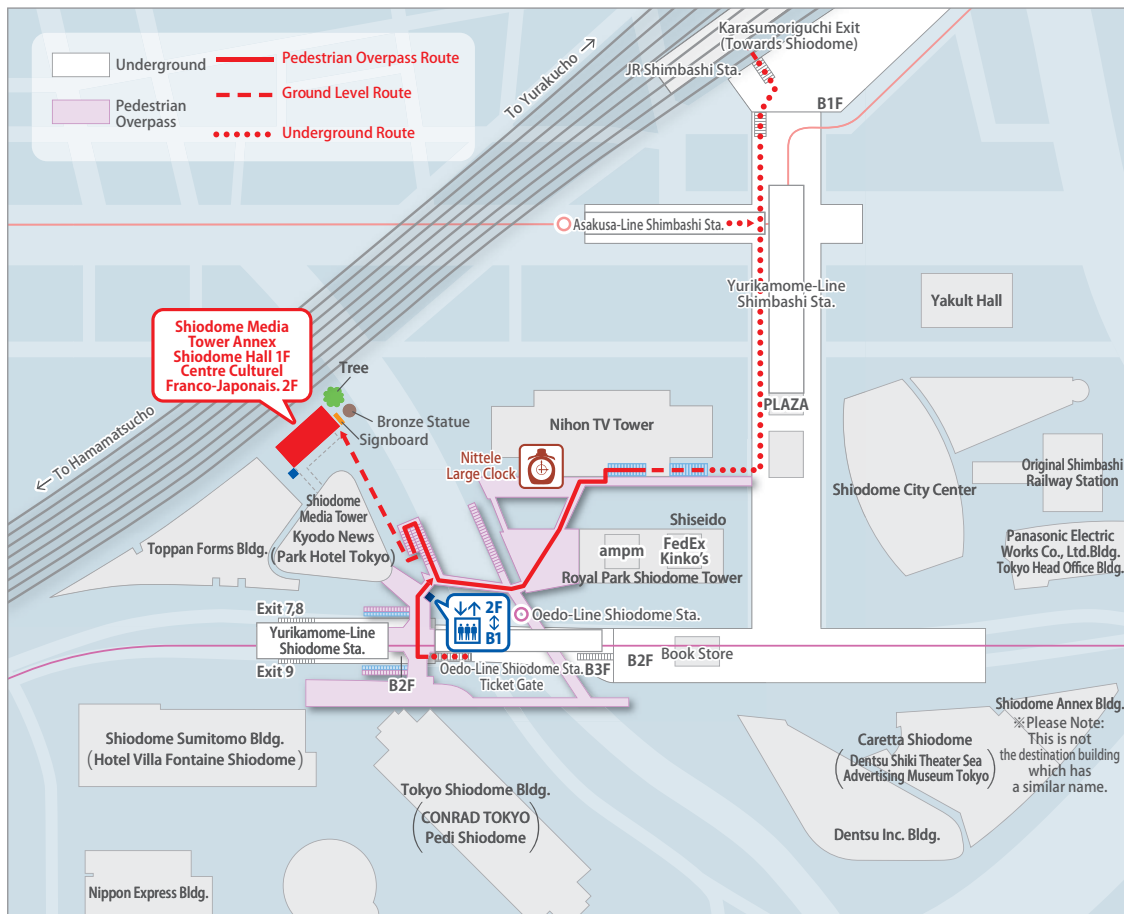 Underground
Pedestrian Overpass Route
Ground Level Route
Pedestrian
Overpass
Underground Route
To Yurakucho
Karasumoriguchi Exit
(Towards Shiodome)
JR Shimbashi Sta.
B1F
Asakusa-Line Shimbashi Sta.
Yurikamome-Line
Shimbashi Sta.
Yakult Hall
Shiodome Media
Tower Annex
Shiodome Hall 1F
Centre Culturel
Franco-Japonais. 2F
Tree
Bronze Statue
Signboard
To Hamamatsucho
PLAZA
Nihon TV Tower
Nittele
Large Clock
Shiodome City Center
Original Shimbashi
Railway Station
Shiodome
Media Tower
Kyodo News
(Park Hotel Tokyo)
Toppan Forms Bldg.
Shiseido
ampm
FedEx
Kinko's
Royal Park Shiodome Tower
Panasonic Electric
Works Co., Ltd.Bldg.
Tokyo Head Office Bldg.
2F
B1
Oedo-Line Shiodome Sta.
Exit 7,8
Yurikamome-Line
Shiodome Sta.
Exit 9
B2F
Oedo-Line Shiodome Sta.
Ticket Gate
B3F
B2F
Book Store
Shiodome Sumitomo Bldg.
(Hotel Villa Fontaine Shiodome)
Tokyo Shiodome Bldg.
(CONRAD TOKYO
Pedi Shiodome)
Caretta Shiodome
(Dentsu Shiki Theater Sea
Advertising Museum Tokyo)
Dentsu Inc. Bldg.
Shiodome Annex Bldg.
※Please Note:
This is not
the destination building
which has
a similar name.
Nippon Express Bldg.